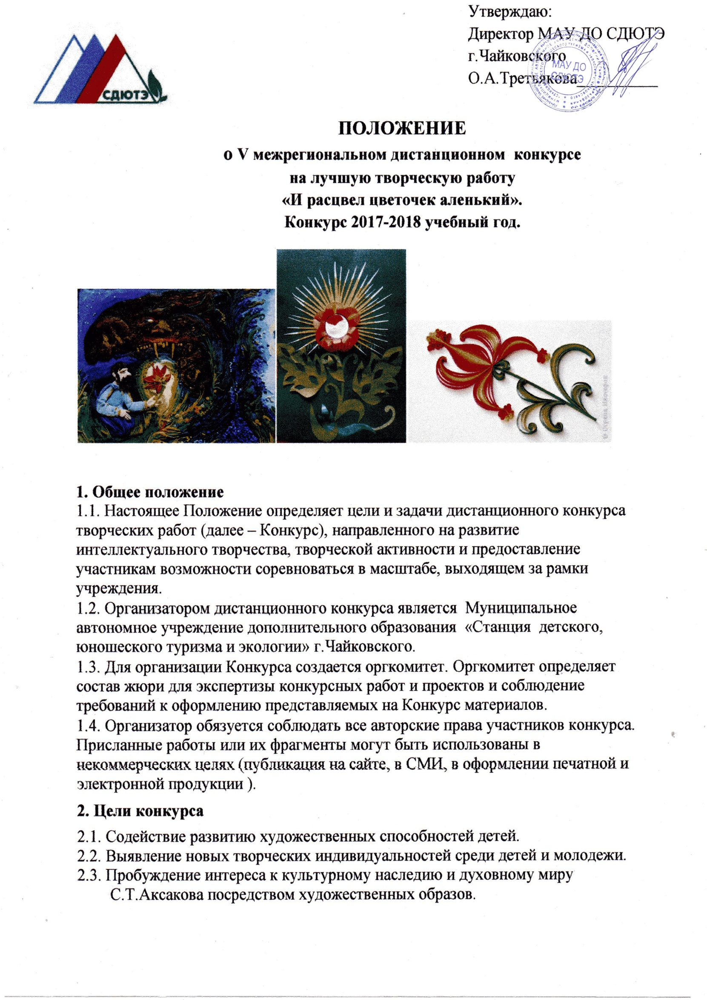 Утверждаю:
Директор МАУ ДО СДЮТЭ
г.Чайковского
О.А.Третьякова__________
МАУ ДО
СДЮТЭ
СДЮТЭ
ПОЛОЖЕНИЕ
о V межрегиональном дистанционном конкурсе
на лучшую творческую работу
«И расцвел цветочек аленький».
Конкурс 2017-2018 учебный год.
1. Общее положение
1.1. Настоящее Положение определяет цели и задачи дистанционного конкурса
творческих работ (далее – Конкурс), направленного на развитие
интеллектуального творчества, творческой активности и предоставление
участникам возможности соревноваться в масштабе, выходящем за рамки
учреждения.
1.2. Организатором дистанционного конкурса является Муниципальное
автономное учреждение дополнительного образования «Станция детского,
юношеского туризма и экологии» г.Чайковского.
1.3. Для организации Конкурса создается оргкомитет. Оргкомитет определяет
состав жюри для экспертизы конкурсных работ и проектов и соблюдение
требований к оформлению представляемых на Конкурс материалов.
1.4. Организатор обязуется соблюдать все авторские права участников конкурса.
Присланные работы или их фрагменты могут быть использованы в
некоммерческих целях (публикация на сайте, в СМИ, в оформлении печатной и
электронной продукции ).
2. Цели конкурса
2.1. Содействие развитию художественных способностей детей.
2.2. Выявление новых творческих индивидуальностей среди детей и молодежи.
2.3. Пробуждение интереса к культурному наследию и духовному миру
С.Т.Аксакова посредством художественных образов.